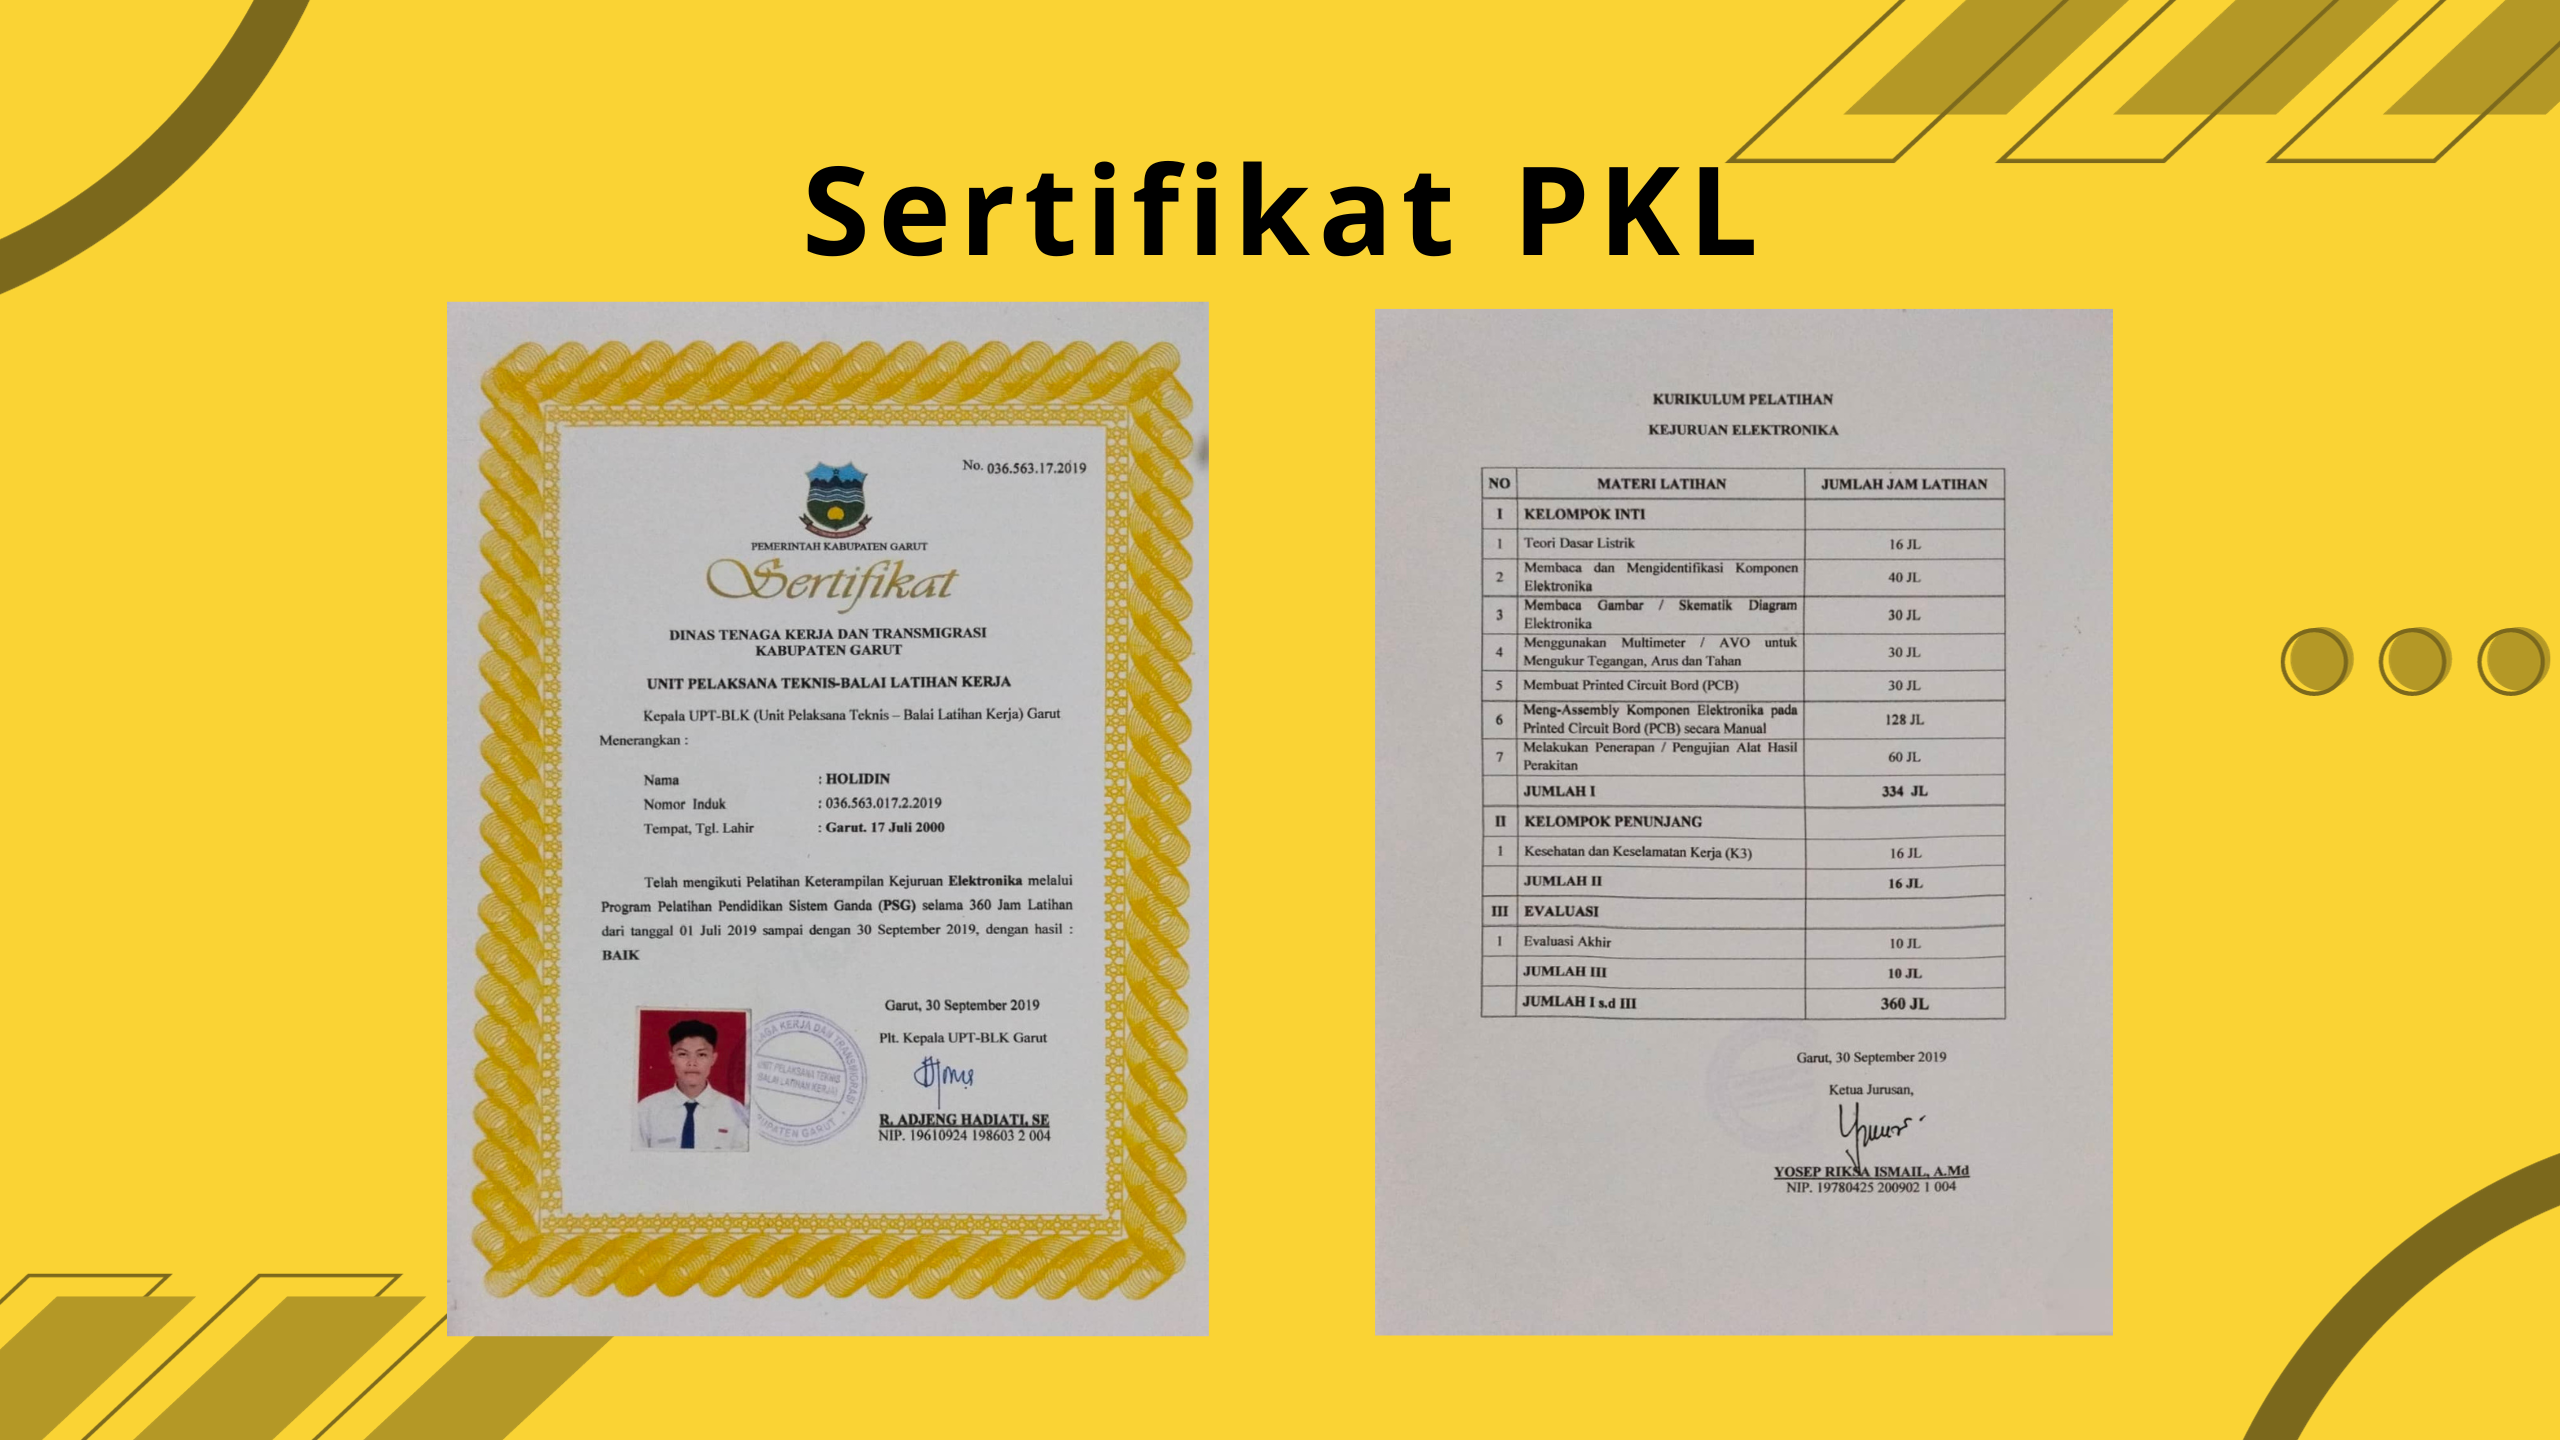 Sertifikat PKL
No. 036.563.17.2019
PEMERINTAH KABUPATEN GARUT
Sertifikat
DINAS TENAGA KERJA DAN TRANSMIGRASI
KABUPATEN GARUT
UNIT PELAKSANA TEKNIS-BALAI LATIHAN KERJA
Kepala UPT-BLK (Unit Pelaksana Teknis – Balai Latihan Kerja) Garut
Menerangkan :
Nama : HOLIDIN
Nomor Induk : 036.563.017.2.2019
Tempat, Tgl. Lahir : Garut. 17 Juli 2000
Telah mengikuti Pelatihan Keterampilan Kejuruan Elektronika melalui
Program Pelatihan Pendidikan Sistem Ganda (PSG) selama 360 Jam Latihan
dari tanggal 01 Juli 2019 sampai dengan 30 September 2019, dengan hasil :
BAIK
Garut, 30 September 2019
Plt. Kepala UPT-BLK Garut
UNIT PELAKSANA TEKNIS
BALAI LATIHAN KERJA
R. ADJENG HADIATI, SE
NIP. 19610924 198603 2 004
KURIKULUM PELATIHAN
KEJURUAN ELEKTRONIKA
NO MATERI LATIHAN JUMLAH JAM LATIHAN
I KELOMPOK INTI
1 Teori Dasar Listrik 16 JL
2 Membaca dan Mengidentifikasi Komponen
Elektronika 40 JL
3 Membaca Gambar / Skematik Diagram
Elektronika 30 JL
4 Menggunakan Multimeter / AVO untuk
Mengukur Tegangan, Arus dan Tahan 30 JL
5 Membuat Printed Circuit Bord (PCB) 30 JL
6 Meng-Assembly Komponen Elektronika pada
Printed Circuit Bord (PCB) secara Manual 128 JL
7 Melakukan Penerapan / Pengujian Alat Hasil
Perakitan 60 JL
JUMLAH I 334 JL
II KELOMPOK PENUNJANG
1 Kesehatan dan Keselamatan Kerja (K3) 16 JL
JUMLAH II 16 JL
III EVALUASI
1 Evaluasi Akhir 10 JL
JUMLAH III 10 JL
JUMLAH I s.d III 360 JL
Garut, 30 September 2019
Ketua Jurusan,
YOSEP RIKSA ISMAIL, A.Md
NIP. 19780425 200902 1 004